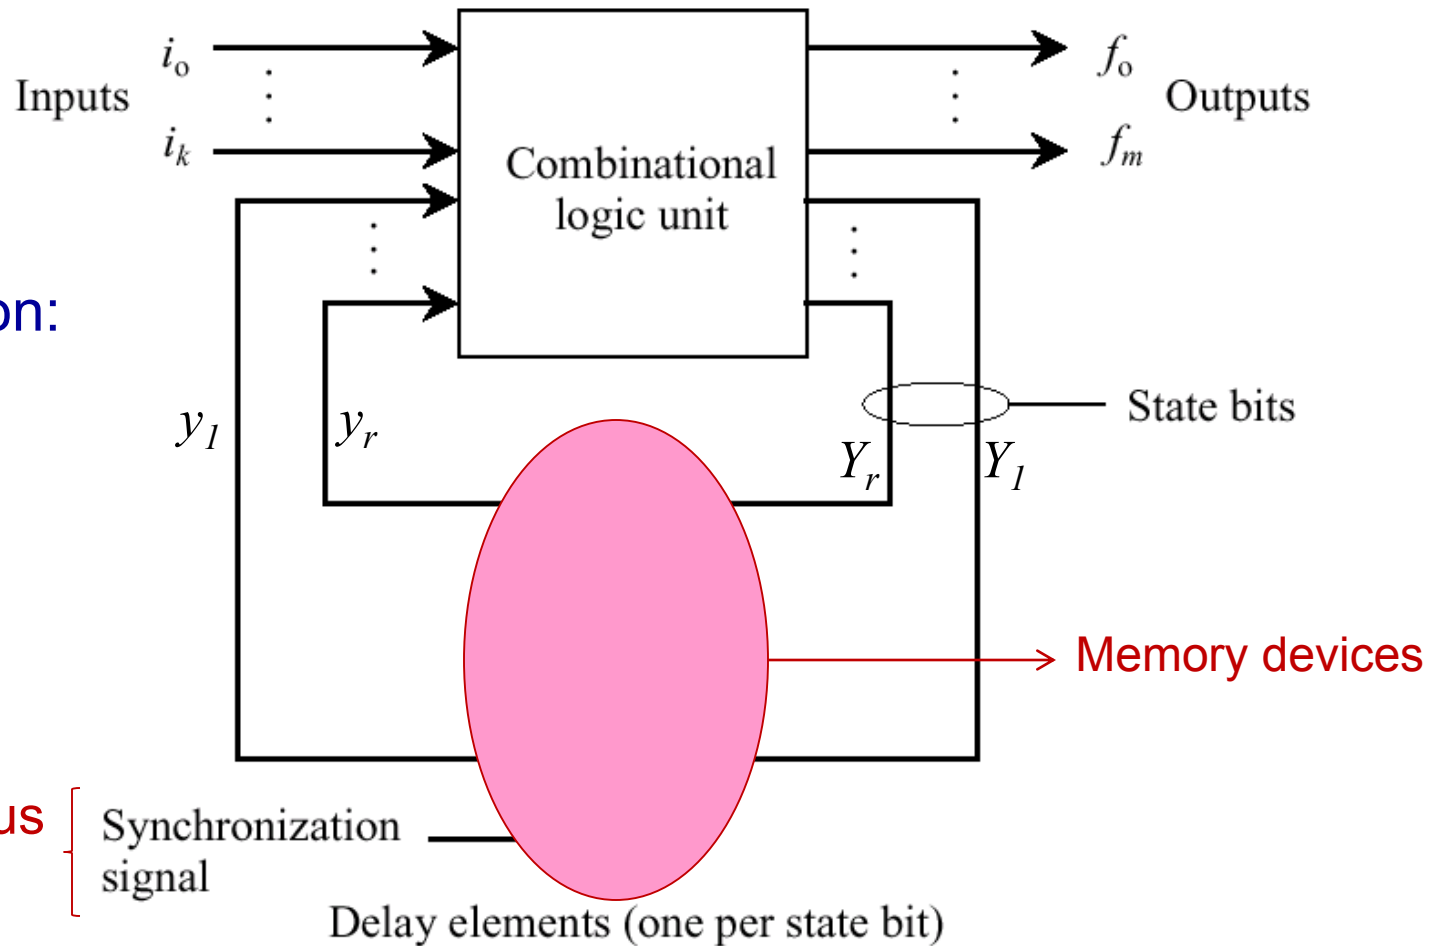 Inputs
i₀
i_k
Combinational
logic unit
f₀
f_m
Outputs
on:
y₁
y_r
Y_r
Y₁
State bits
Memory devices
us
Synchronization
signal
Delay elements (one per state bit)